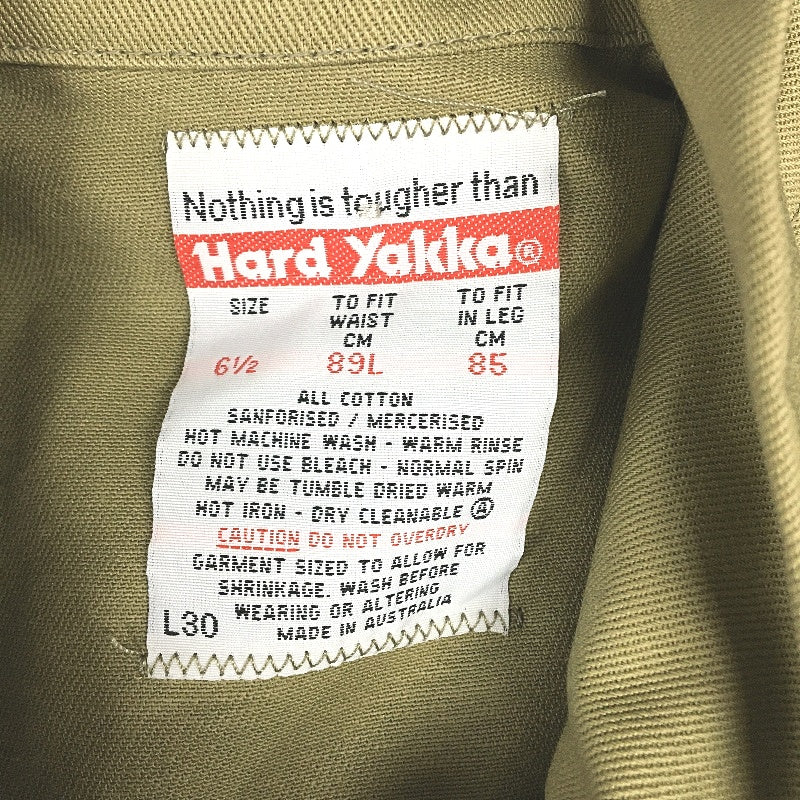 Nothing is tougher than
Hard Yakka®
SIZE TO FIT WAIST CM TO FIT IN LEG CM
6½ 89L 85
ALL COTTON
SANFORISED / MERCERISED
HOT MACHINE WASH - WARM RINSE
DO NOT USE BLEACH - NORMAL SPIN
MAY BE TUMBLE DRIED WARM
HOT IRON - DRY CLEANABLE Ⓐ
CAUTION DO NOT OVERDRY
GARMENT SIZED TO ALLOW FOR
SHRINKAGE. WASH BEFORE
WEARING OR ALTERING
MADE IN AUSTRALIA
L30